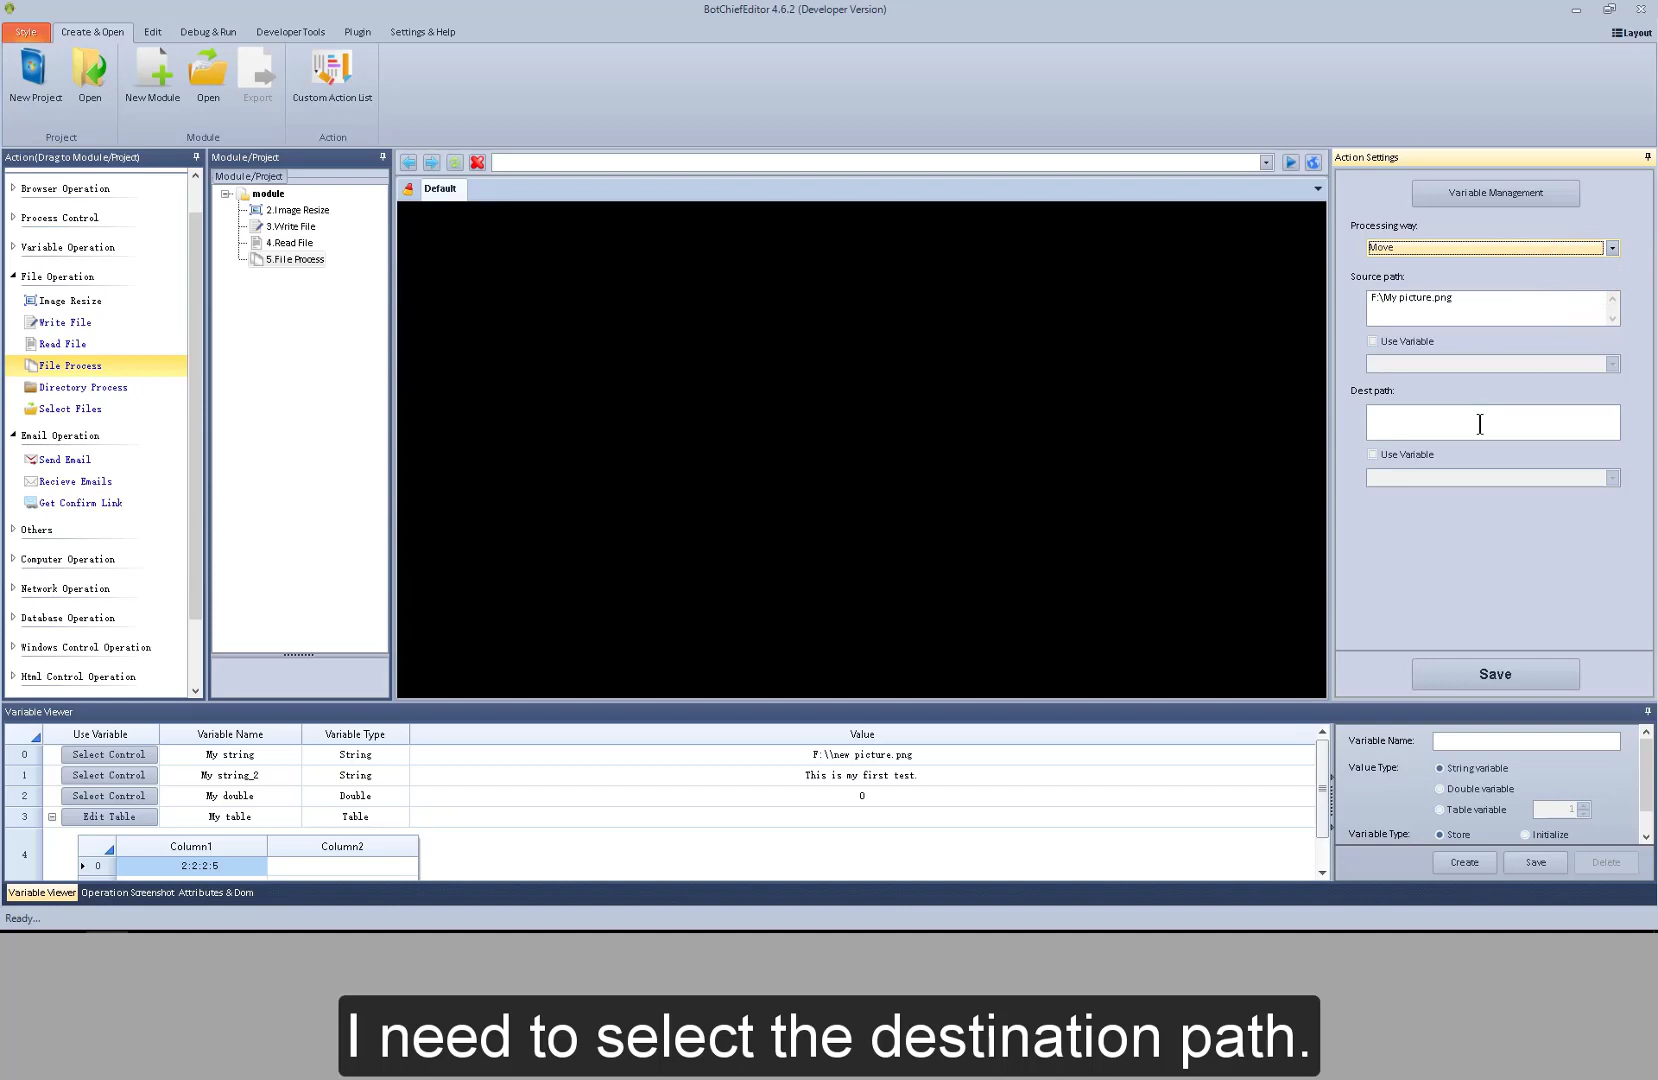 BotChiefEditor 4.6.2 (Developer Version)
Style
Create & Open
Edit
Debug & Run
Developer Tools
Plugin
Settings & Help
Layout
New Project
Open
New Module
Open
Export
Custom Action List
Project
Module
Action
Action(Drag to Module/Project)
Browser Operation
Process Control
Variable Operation
File Operation
Image Resize
Write File
Read File
File Process
Directory Process
Select Files
Email Operation
Send Email
Recieve Emails
Get Confirm Link
Others
Computer Operation
Network Operation
Database Operation
Windows Control Operation
Html Control Operation
Module/Project
Module/Project
module
2.Image Resize
3.Write File
4.Read File
5.File Process
Default
Action Settings
Variable Management
Processing way:
Move
Source path:
F:\My picture.png
Use Variable
Dest path:
Use Variable
Save
Variable Viewer
Use Variable Variable Name Variable Type Value
0 Select Control My string String F:\\new picture.png
1 Select Control My string_2 String This is my first test.
2 Select Control My double Double 0
3 Edit Table My table Table
4
Column1 Column2
0 2:2:2:5
Variable Name:
Value Type:
String variable
Double variable
Table variable
1
Variable Type:
Store
Initialize
Create
Save
Delete
Variable Viewer
Operation Screenshot
Attributes & Dom
Ready...
I need to select the destination path.